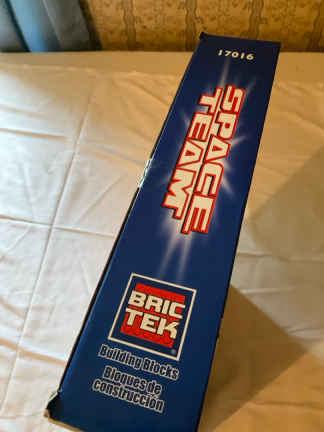 17016
SPACE
TEAM
BRIC
TEK
®
Building Blocks
Bloques de
construcción